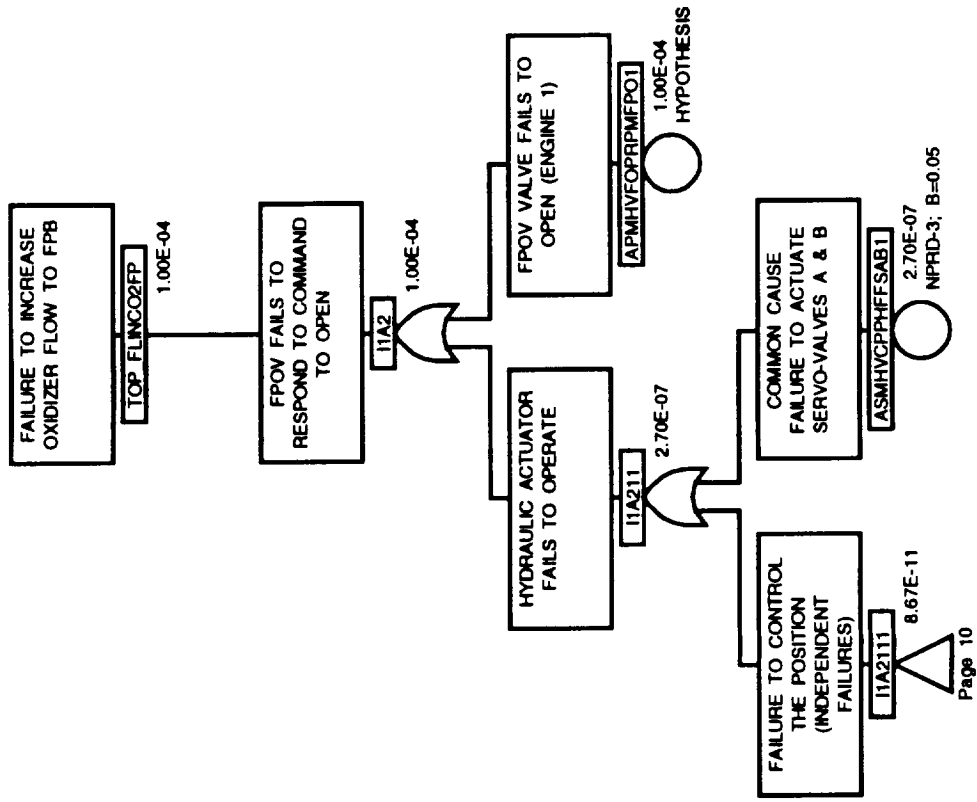 FAILURE TO INCREASE
OXIDIZER FLOW TO FPB
TOP FLINCO2FP
1.00E-04
FPOV FAILS TO
RESPOND TO COMMAND
TO OPEN
I1A2
1.00E-04
HYDRAULIC ACTUATOR
FAILS TO OPERATE
I1A211
2.70E-07
FPOV VALVE FAILS TO
OPEN (ENGINE 1)
APMHVFOPRPMFPO1
1.00E-04
HYPOTHESIS
FAILURE TO CONTROL
THE POSITION
(INDEPENDENT
FAILURES)
I1A2111
8.67E-11
Page 10
COMMON CAUSE
FAILURE TO ACTUATE
SERVO-VALVES A & B
ASMHVCPPHFFSAB1
2.70E-07
NPRD-3; B=0.05